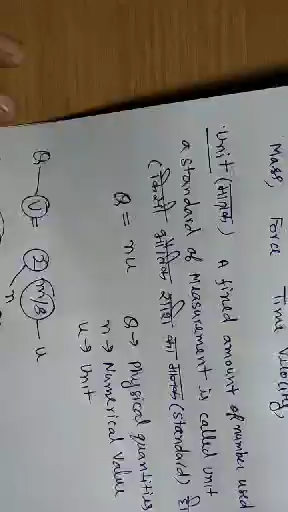 Mass, Force Time Velocity,
Unit (मात्रक) A fixed amount of number used
a standard of Measurement is called unit
(किसी भौतिक राशि का मानक (standard) ही
Q = nu Q → Physical quantities
n → Numerical Value
u → Unit
Q V = 2 m/s u
n